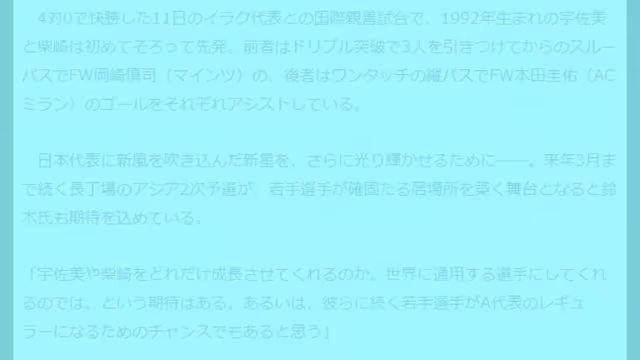 4対0で快勝した11日のイラク代表との国際親善試合で、1992年生まれの宇佐美
と柴崎は初めてそろって先発。前者はドリブル突破で3人を引きつけてからのスルー
パスでFW岡崎慎司（マインツ）の、後者はワンタッチの縦パスでFW本田圭佑（AC
ミラン）のゴールをそれぞれアシストしている。
日本代表に新風を吹き込んだ新星を、さらに光り輝かせるために――。来年3月ま
で続く長丁場のアジア2次予選が、若手選手が確固たる居場所を築く舞台となると鈴
木氏も期待を込めている。
「宇佐美や柴崎をどれだけ成長させてくれるのか。世界に通用する選手にしてくれ
るのでは、という期待はある。あるいは、彼らに続く若手選手がA代表のレギュ
ラーになるためのチャンスでもあると思う」